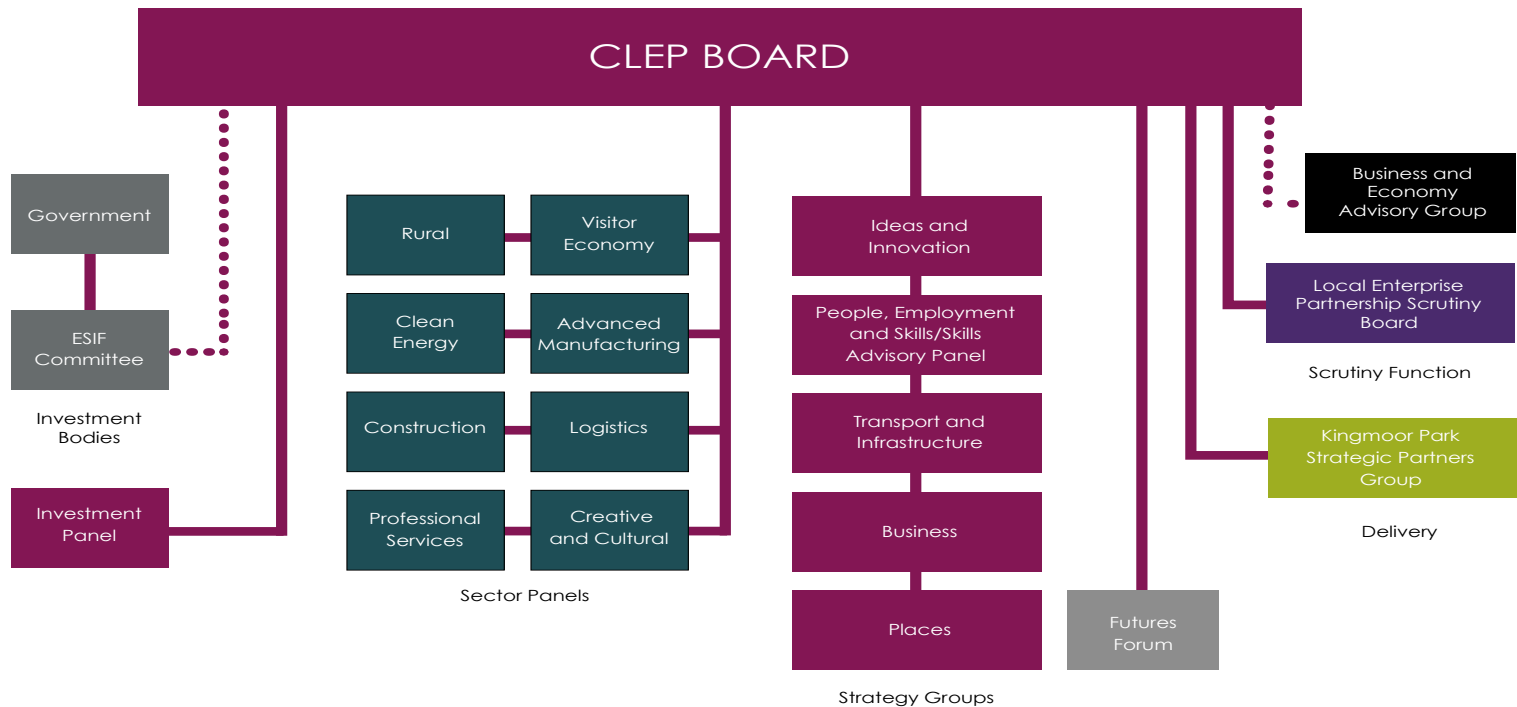 CLEP BOARD
Government
ESIF
Committee
Investment
Bodies
Investment
Panel
Rural
Visitor
Economy
Clean
Energy
Advanced
Manufacturing
Construction
Logistics
Professional
Services
Creative
and Cultural
Sector Panels
Ideas and
Innovation
People, Employment
and Skills/Skills
Advisory Panel
Transport and
Infrastructure
Business
Places
Strategy Groups
Futures
Forum
Business and
Economy
Advisory Group
Local Enterprise
Partnership Scrutiny
Board
Scrutiny Function
Kingmoor Park
Strategic Partners
Group
Delivery